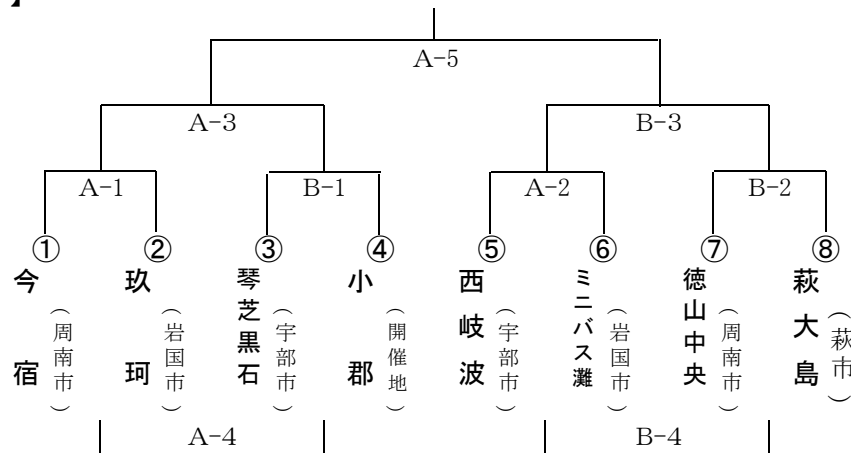 】
A-5
A-3
B-3
A-1
B-1
A-2
B-2
①
②
③
④
⑤
⑥
⑦
⑧
今宿
（周南市）
玖珂
（岩国市）
琴芝黒石
（宇部市）
小郡
（開催地）
西岐波
（宇部市）
ミニバス灘
（岩国市）
徳山中央
（周南市）
萩大島
（萩市）
A-4
B-4